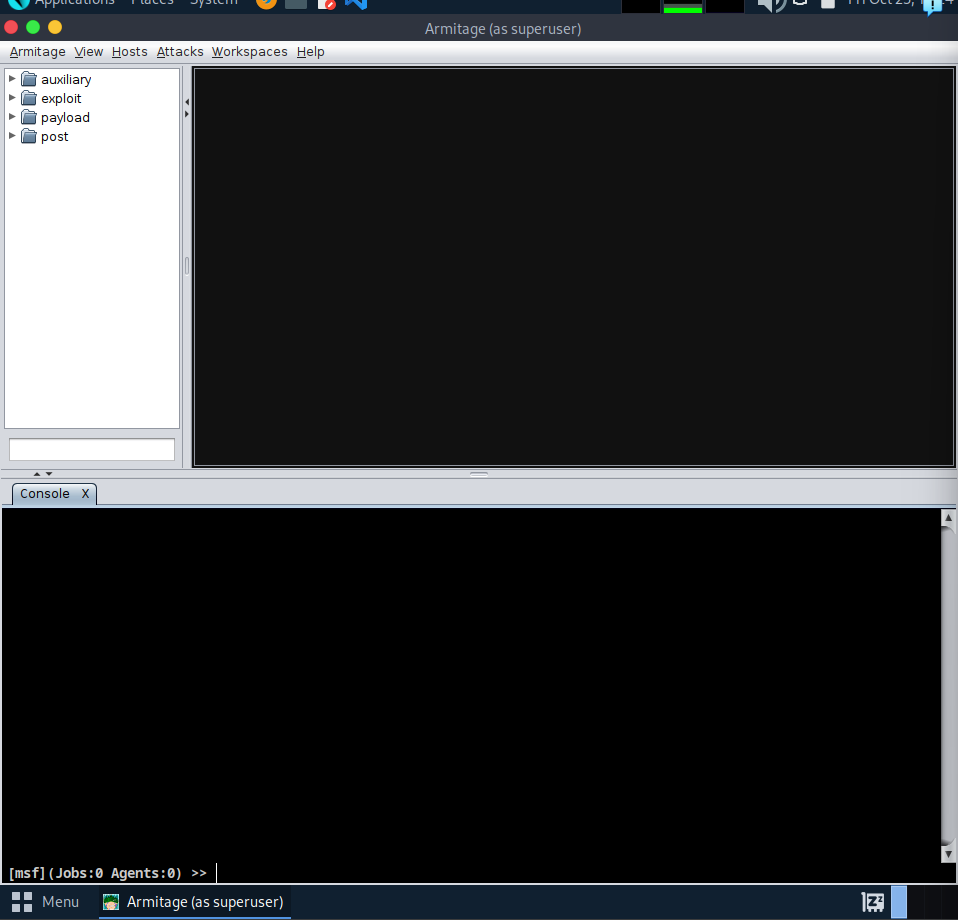 Applications Places System
Armitage (as superuser)
Armitage View Hosts Attacks Workspaces Help
auxiliary
exploit
payload
post
Console X
[msf](Jobs:0 Agents:0) >>
Menu Armitage (as superuser)